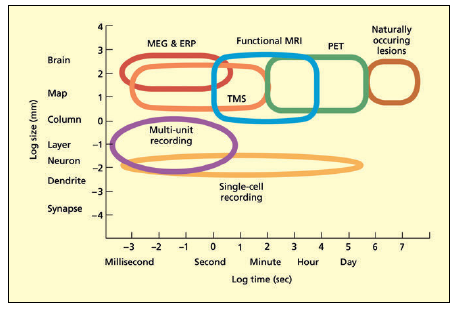 Naturally
occuring
lesions
MEG & ERP
Functional MRI
PET
TMS
Multi-unit
recording
Single-cell
recording
Log size (mm)
4
3
2
1
0
−1
−2
−3
−4
Brain
Map
Column
Layer
Neuron
Dendrite
Synapse
−3 −2 −1 0 1 2 3 4 5 6 7
Millisecond Second Minute Hour Day
Log time (sec)